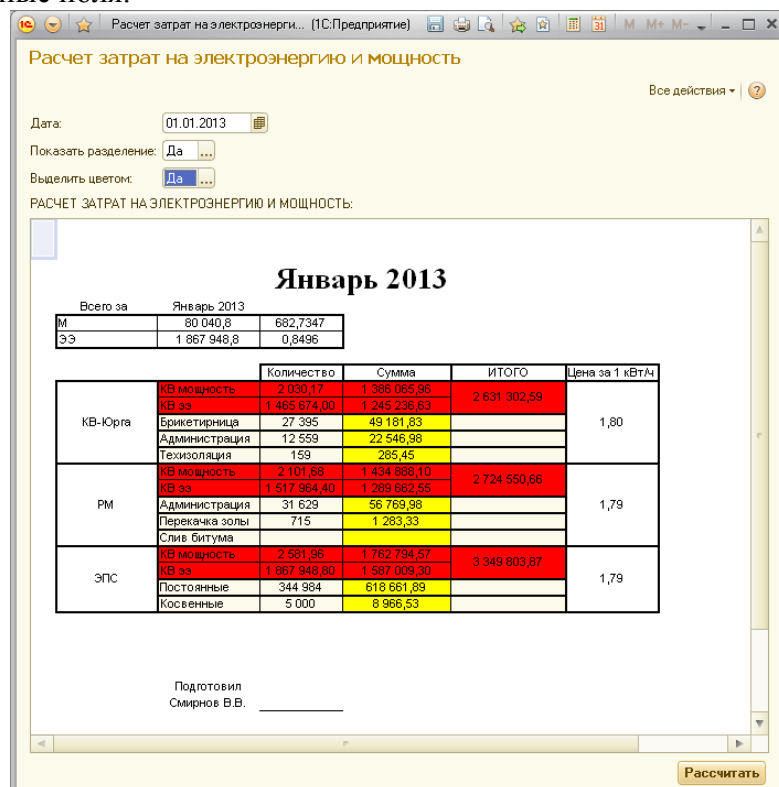 ные поля.
Расчет затрат на электроэнерги... (1С:Предприятие) M M+ M-
Расчет затрат на электроэнергию и мощность
Все действия
Дата: 01.01.2013
Показать разделение: Да ...
Выделить цветом: Да ...
РАСЧЕТ ЗАТРАТ НА ЭЛЕКТРОЭНЕРГИЮ И МОЩНОСТЬ:
Январь 2013
Всего за Январь 2013
М 80 040,8 682,7347
ЭЭ 1 867 948,8 0,8496
Количество Сумма ИТОГО Цена за 1 кВт/ч
КВ мощность 2 030,17 1 386 065,96 2 631 302,59
КВ ээ 1 465 674,00 1 245 236,63
КВ-Юрга Брикетирница 27 395 49 181,83 1,80
Администрация 12 559 22 546,98
Техизоляция 159 285,45
КВ мощность 2 101,68 1 434 888,10 2 724 550,66
КВ ээ 1 517 964,40 1 289 662,55
РМ Администрация 31 629 56 769,98 1,79
Перекачка золы 715 1 283,33
Слив битума
КВ мощность 2 581,96 1 762 794,57 3 349 803,87
КВ ээ 1 867 948,80 1 587 009,30
ЭПС Постоянные 344 984 618 661,89 1,79
Косвенные 5 000 8 966,53
Подготовил
Смирнов В.В.
Рассчитать